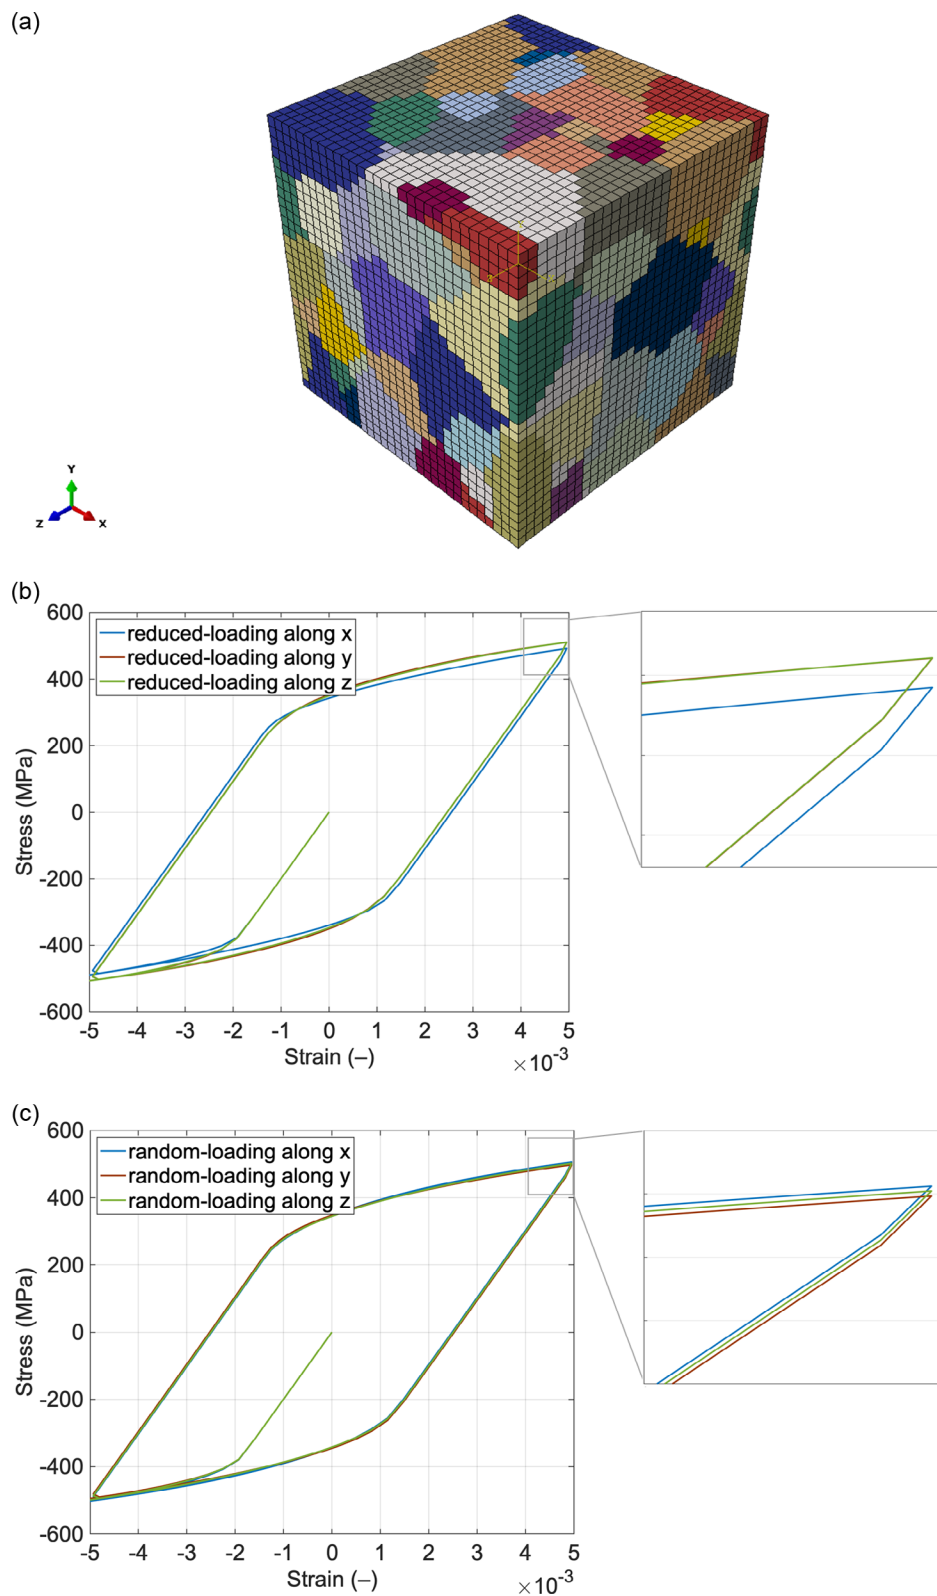 (a)
Y
Z
X
(b)
600
400
200
0
-200
-400
-600
Stress (MPa)
reduced-loading along x
reduced-loading along y
reduced-loading along z
-5 -4 -3 -2 -1 0 1 2 3 4 5
Strain (–)
×10⁻³
(c)
600
400
200
0
-200
-400
-600
Stress (MPa)
random-loading along x
random-loading along y
random-loading along z
-5 -4 -3 -2 -1 0 1 2 3 4 5
Strain (–)
×10⁻³